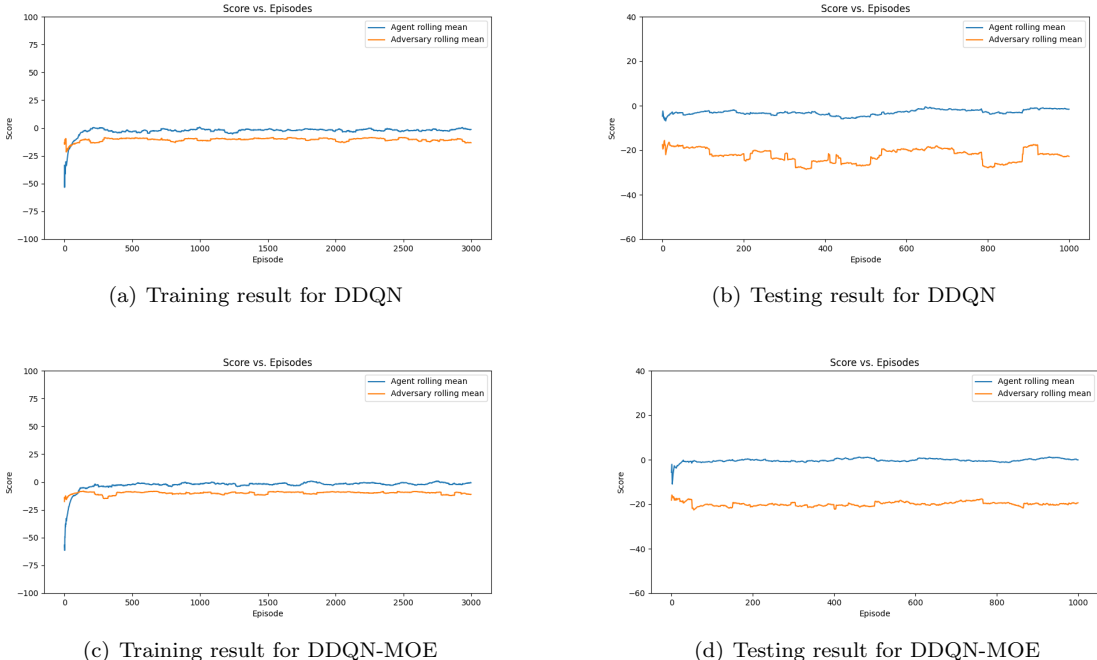 Score vs. Episodes
100
75
50
25
0
−25
−50
−75
−100
Score
0
500
1000
1500
2000
2500
3000
Episode
Agent rolling mean
Adversary rolling mean
(a) Training result for DDQN
Score vs. Episodes
40
20
0
−20
−40
−60
Score
0
200
400
600
800
1000
Episode
Agent rolling mean
Adversary rolling mean
(b) Testing result for DDQN
Score vs. Episodes
100
75
50
25
0
−25
−50
−75
−100
Score
0
500
1000
1500
2000
2500
3000
Episode
Agent rolling mean
Adversary rolling mean
(c) Training result for DDQN-MOE
Score vs. Episodes
40
20
0
−20
−40
−60
Score
0
200
400
600
800
1000
Episode
Agent rolling mean
Adversary rolling mean
(d) Testing result for DDQN-MOE